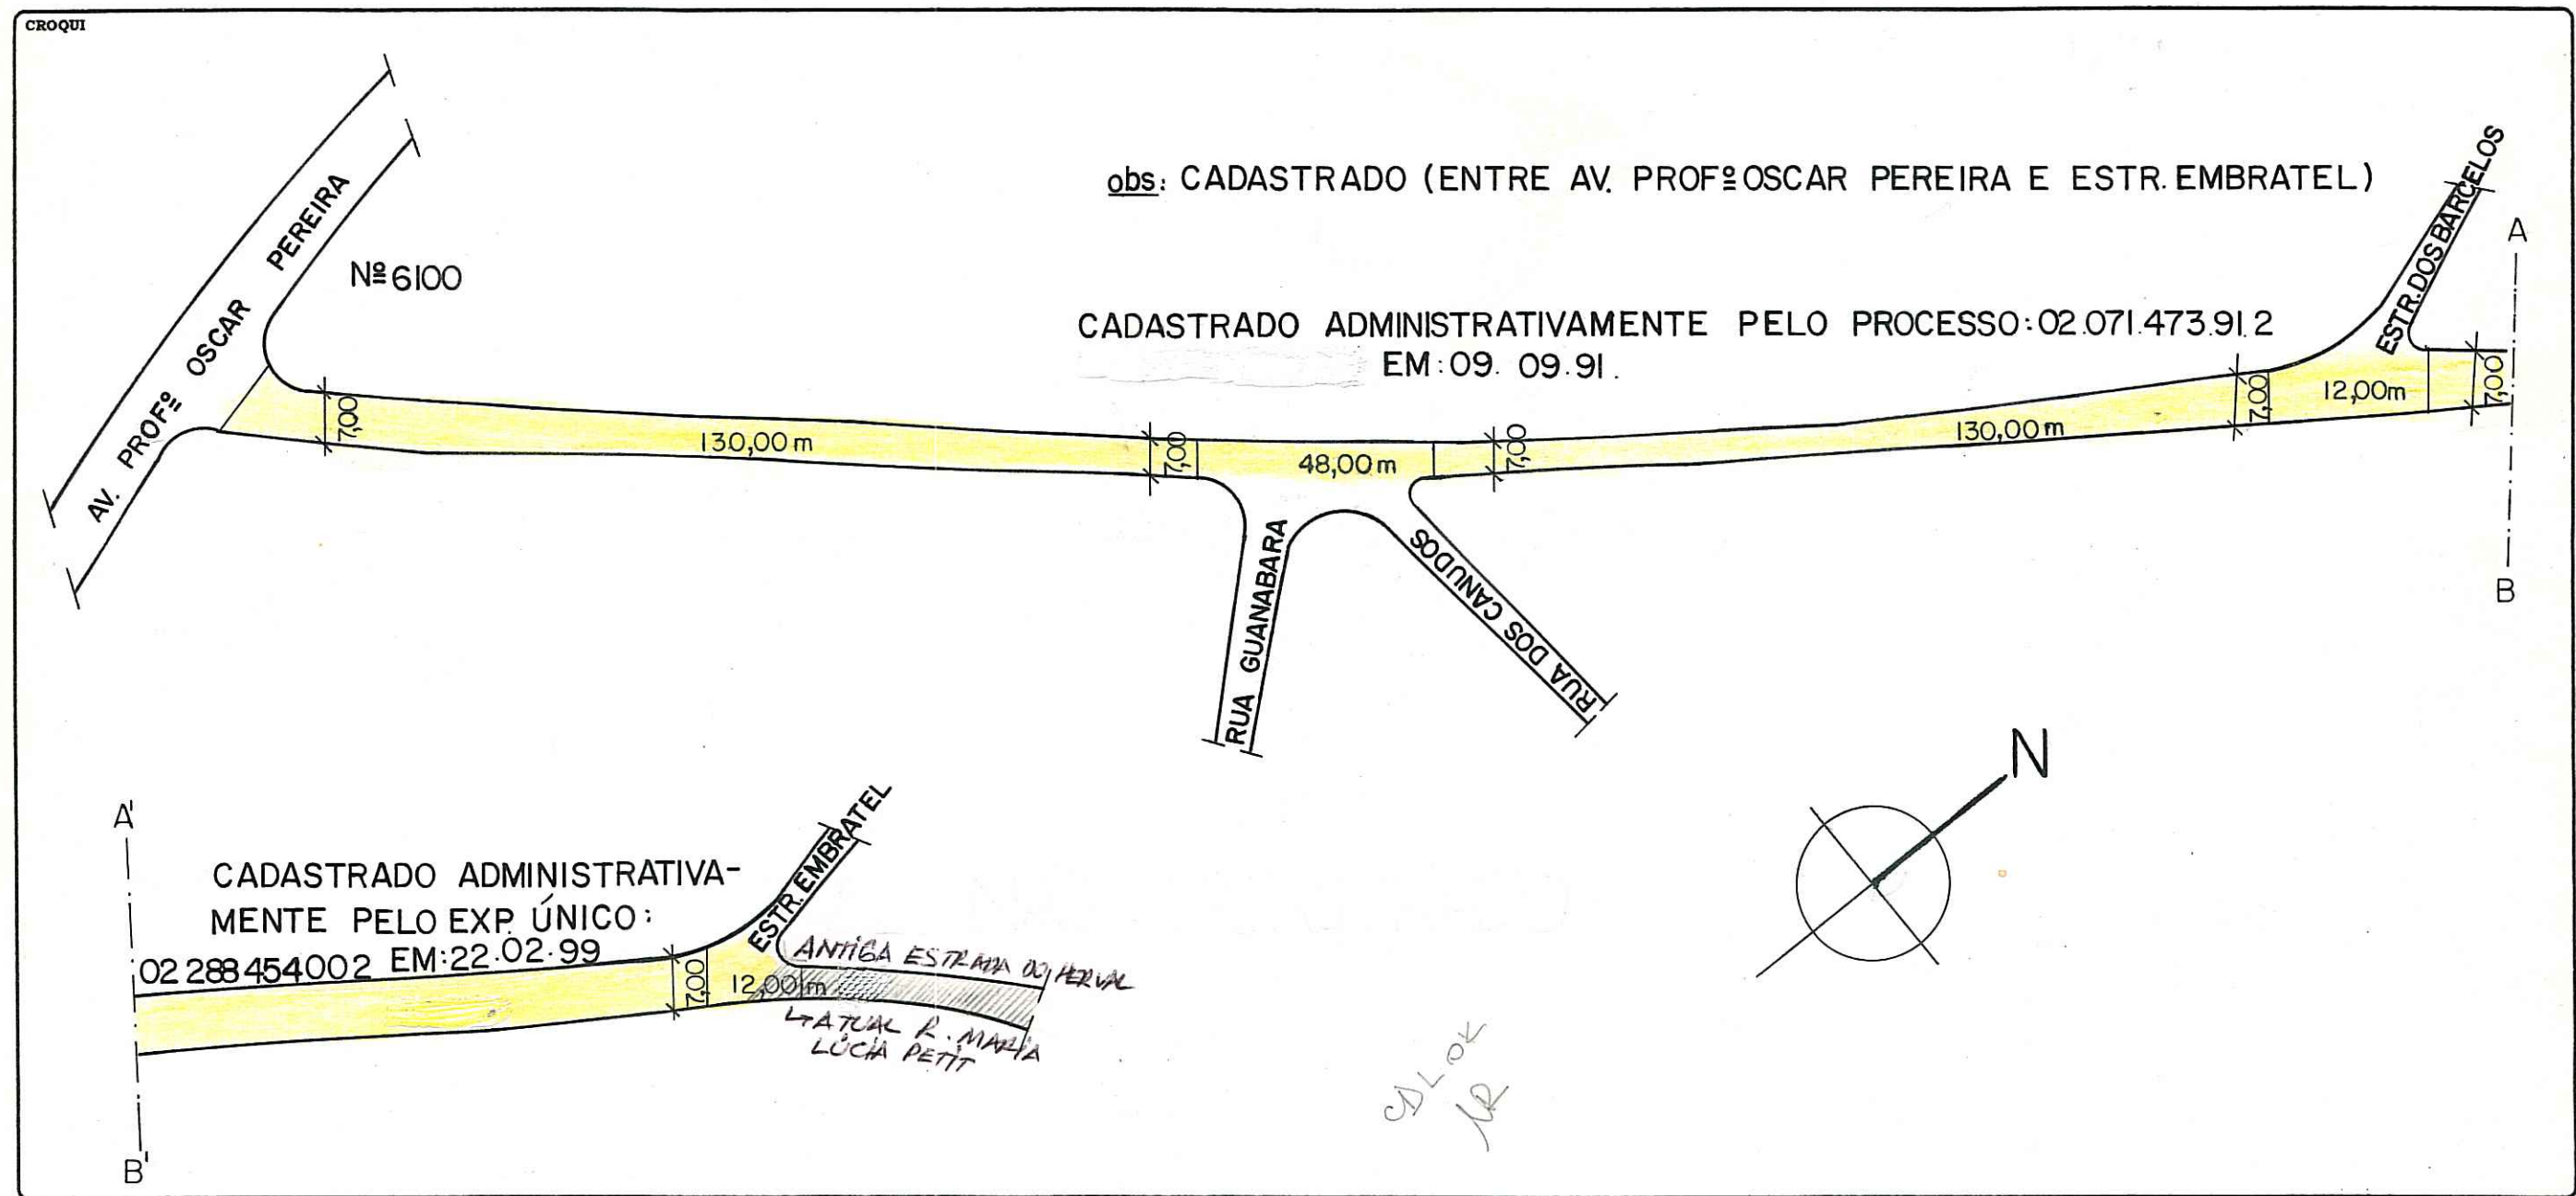 CROQUI
AV. PROFº OSCAR PEREIRA
Nº 6100
obs: CADASTRADO (ENTRE AV. PROFº OSCAR PEREIRA E ESTR. EMBRATEL)
CADASTRADO ADMINISTRATIVAMENTE PELO PROCESSO: 02.071.473.91.2
EM: 09. 09.91.
ESTR. DOS BARCELOS
A
B
7,00
130,00 m
7,00
48,00 m
7,00
130,00 m
7,00
12,00m
7,00
RUA GUANABARA
RUA DOS CANUDOS
N
A'
B'
CADASTRADO ADMINISTRATIVA-
MENTE PELO EXP. ÚNICO:
02 288 454 00 2 EM: 22.02.99
ESTR. EMBRATEL
7,00
12,00 m
ANTIGA ESTRADA DO HERVAL
↳ ATUAL R. MARIA
LÚCIA PETIT
OK